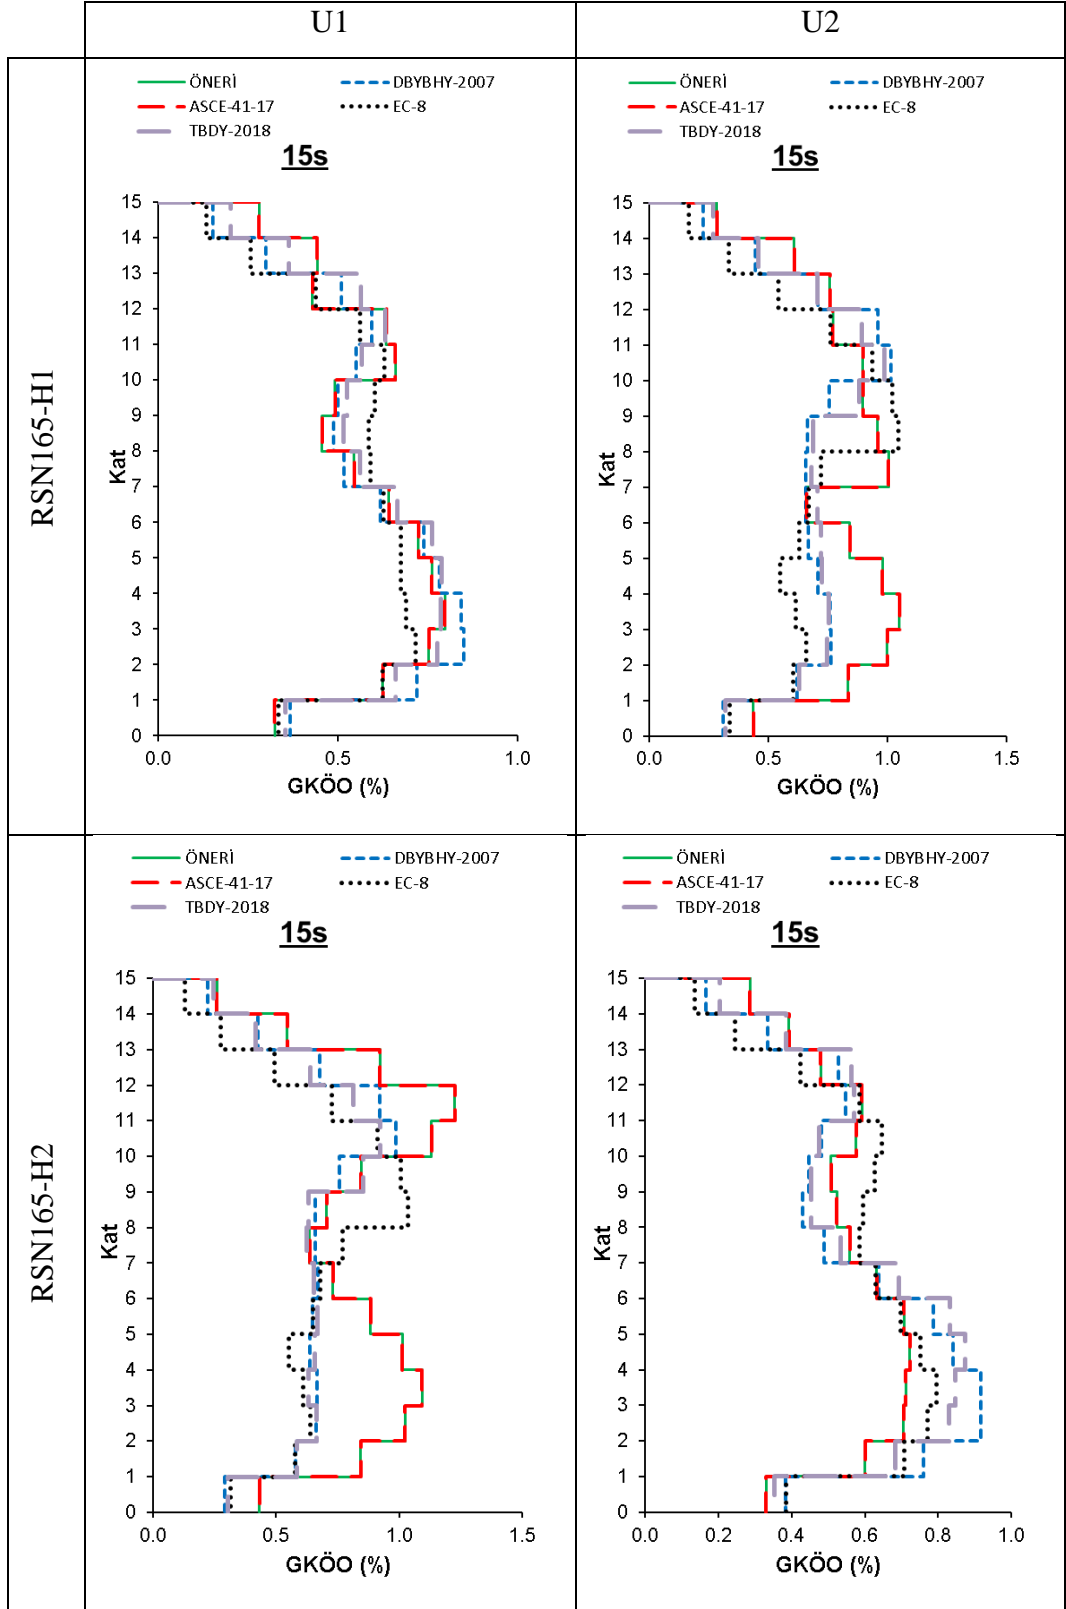 U1
U2
RSN165-H1
ÖNERİ
DBYBHY-2007
ASCE-41-17
EC-8
TBDY-2018
15s
15
14
13
12
11
10
9
8
7
6
5
4
3
2
1
0
Kat
0.0
0.5
1.0
GKÖO (%)
ÖNERİ
DBYBHY-2007
ASCE-41-17
EC-8
TBDY-2018
15s
15
14
13
12
11
10
9
8
7
6
5
4
3
2
1
0
Kat
0.0
0.5
1.0
1.5
GKÖO (%)
RSN165-H2
ÖNERİ
DBYBHY-2007
ASCE-41-17
EC-8
TBDY-2018
15s
15
14
13
12
11
10
9
8
7
6
5
4
3
2
1
0
Kat
0.0
0.5
1.0
1.5
GKÖO (%)
ÖNERİ
DBYBHY-2007
ASCE-41-17
EC-8
TBDY-2018
15s
15
14
13
12
11
10
9
8
7
6
5
4
3
2
1
0
Kat
0.0
0.2
0.4
0.6
0.8
1.0
GKÖO (%)